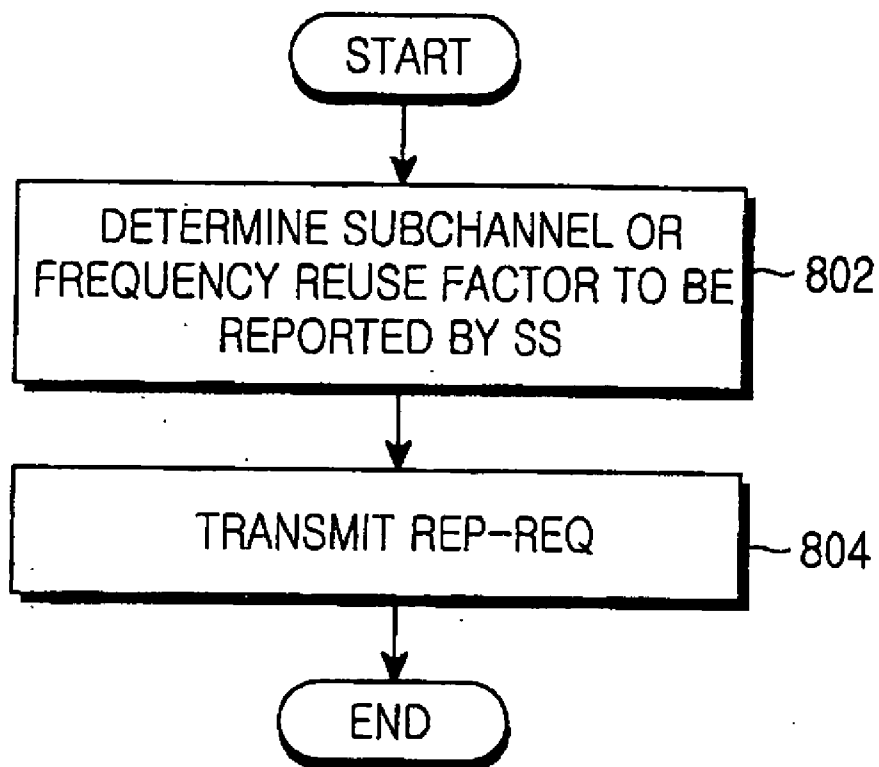 START
DETERMINE SUBCHANNEL OR
FREQUENCY REUSE FACTOR TO BE
REPORTED BY SS
802
TRANSMIT REP-REQ
804
END